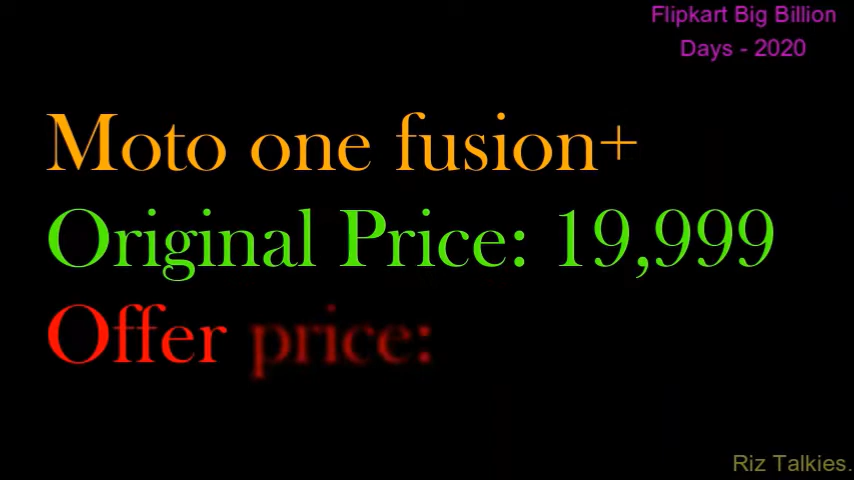 Flipkart Big Billion
Days - 2020
Moto one fusion+
Original Price: 19,999
Offer price:
Riz Talkies.